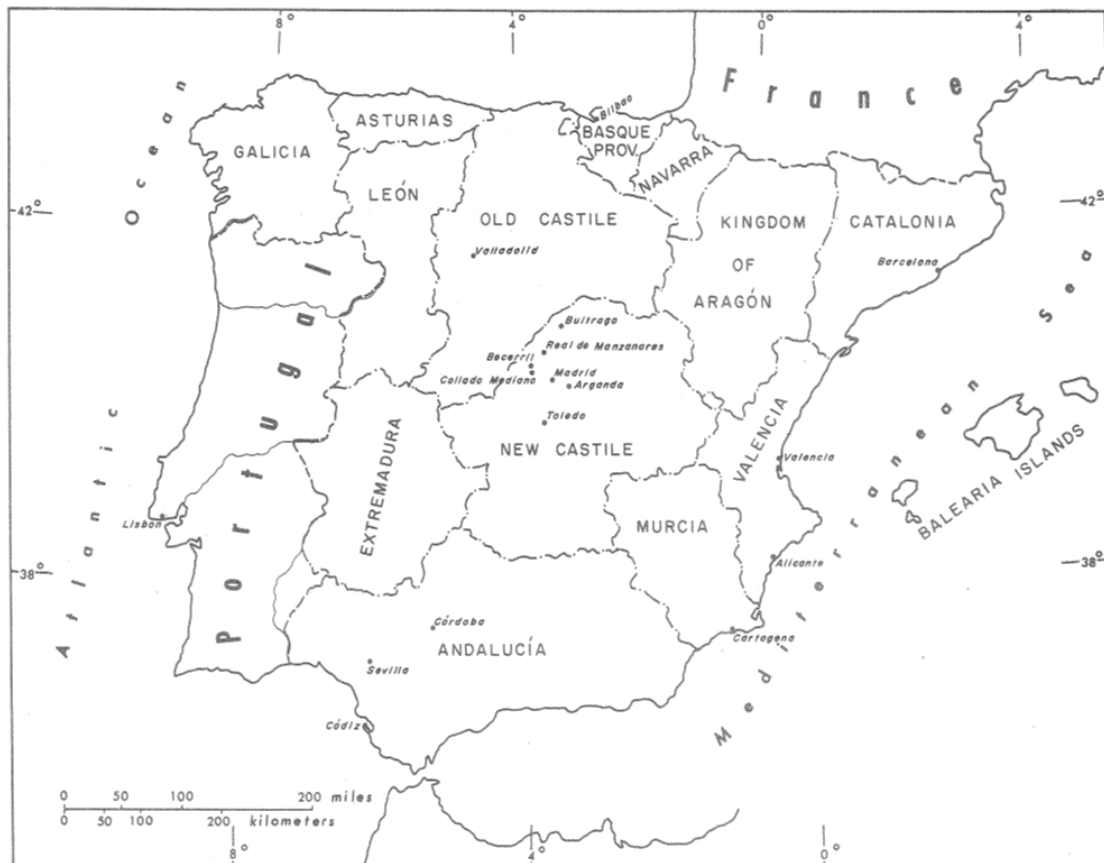 8°
4°
0°
4°
France
Ocean
Bilbao
ASTURIAS
BASQUE
PROV.
GALICIA
NAVARRA
LEÓN
42°
42°
OLD CASTILE
KINGDOM
OF
ARAGÓN
CATALONIA
Valladolid
Barcelona
Portugal
Buitrago
Real de Manzanares
Becerril
Madrid
Collado Mediano
Arganda
Toledo
Atlantic
Mediterranean Sea
NEW CASTILE
VALENCIA
Valencia
EXTREMADURA
BALEARIA ISLANDS
Lisbon
MURCIA
38°
38°
Alicante
Córdoba
Cartagena
ANDALUCÍA
Sevilla
Cádiz
0 50 100 200 miles
0 50 100 200 kilometers
8°
4°
0°